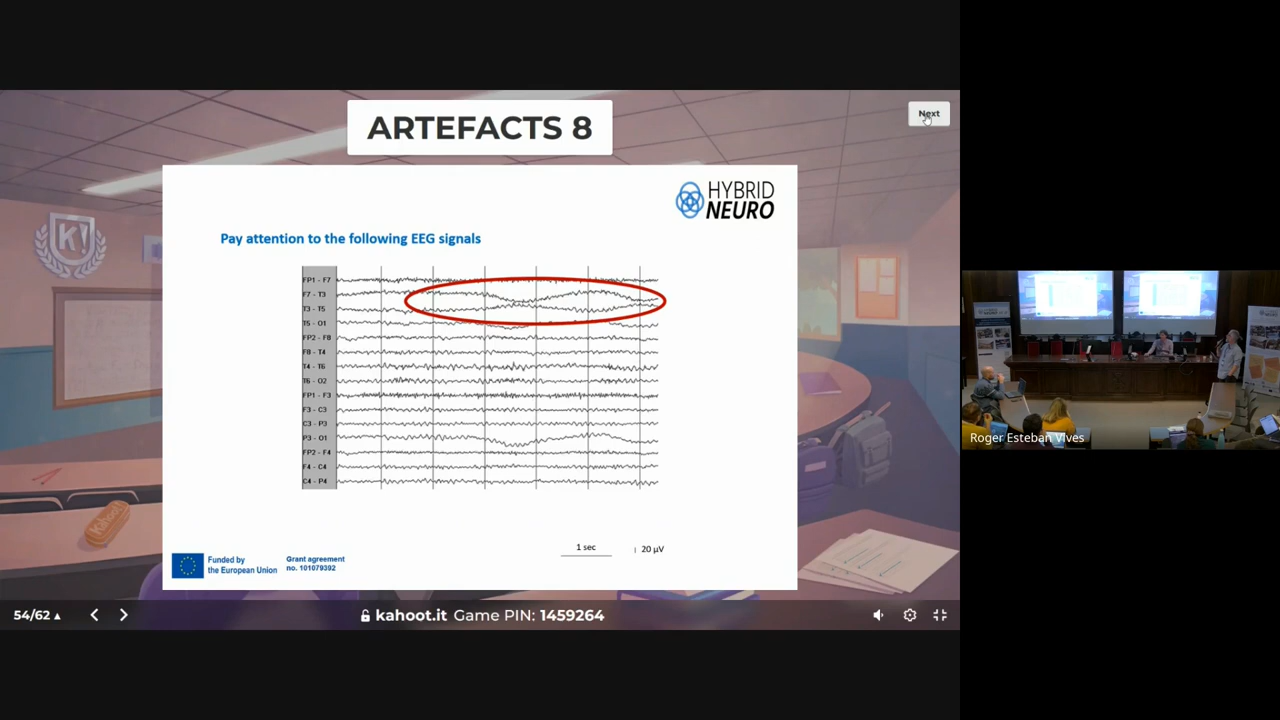 ARTEFACTS 8
Next
HYBRID
NEURO
Pay attention to the following EEG signals
FP1 - F7
F7 - T3
T3 - T5
T5 - O1
FP2 - F8
F8 - T4
T4 - T6
T6 - O2
FP1 - F3
F3 - C3
C3 - P3
P3 - O1
FP2 - F4
F4 - C4
C4 - P4
1 sec
20 µV
Funded by
the European Union
Grant agreement
no. 101079392
K!
Kahoot!
54/62
kahoot.it Game PIN: 1459264
Roger Esteban Vives